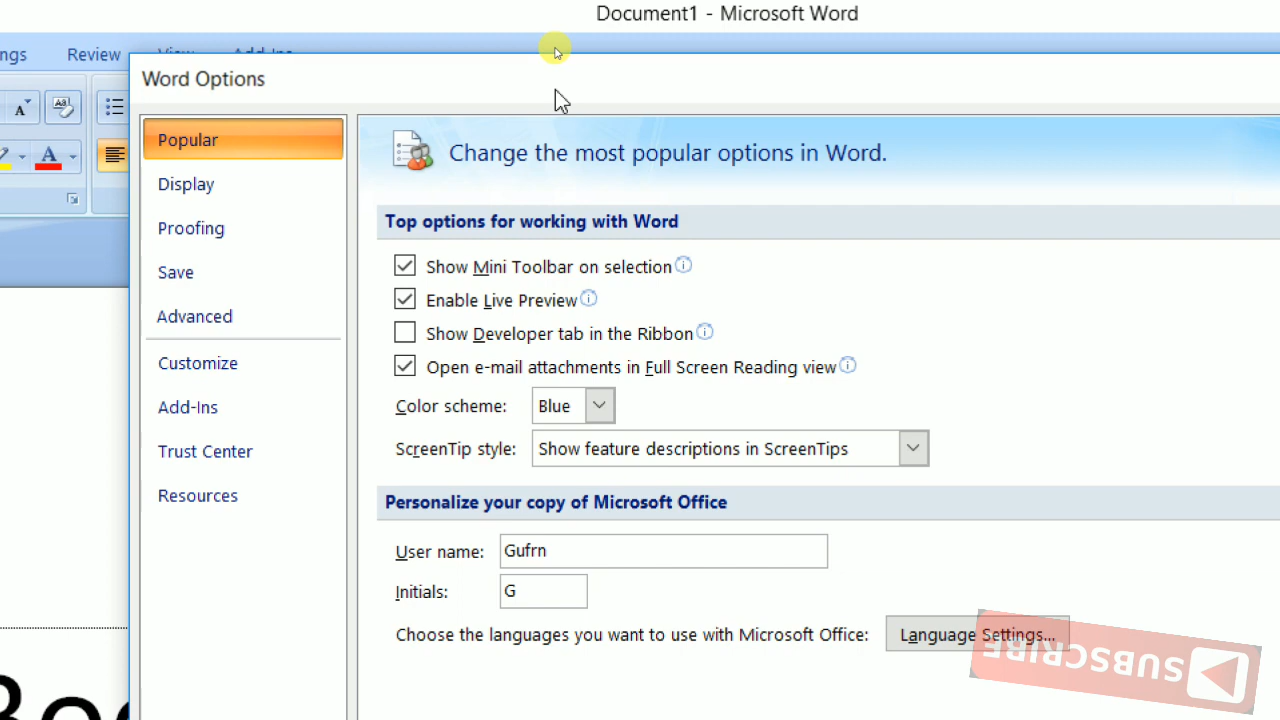 Document1 - Microsoft Word
ngs Review View Add-Ins
Word Options
Popular
Display
Proofing
Save
Advanced
Customize
Add-Ins
Trust Center
Resources
Change the most popular options in Word.
Top options for working with Word
Show Mini Toolbar on selection
Enable Live Preview
Show Developer tab in the Ribbon
Open e-mail attachments in Full Screen Reading view
Color scheme: Blue
ScreenTip style: Show feature descriptions in ScreenTips
Personalize your copy of Microsoft Office
User name: Gufrn
Initials: G
Choose the languages you want to use with Microsoft Office: Language Settings...
SUBSCRIBE